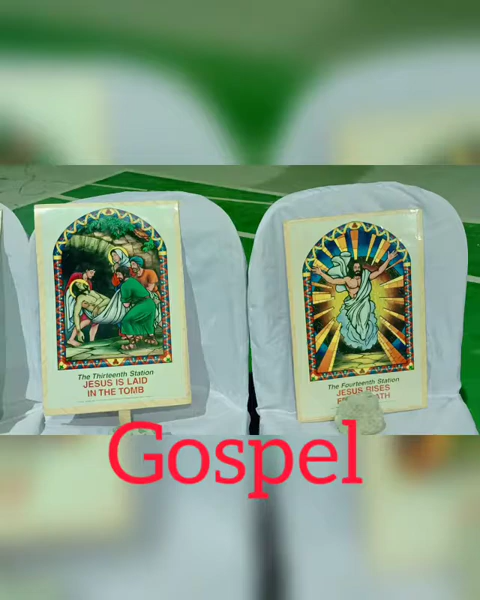 The Thirteenth Station
JESUS IS LAID
IN THE TOMB
The Fourteenth Station
JESUS RISES
Gospel